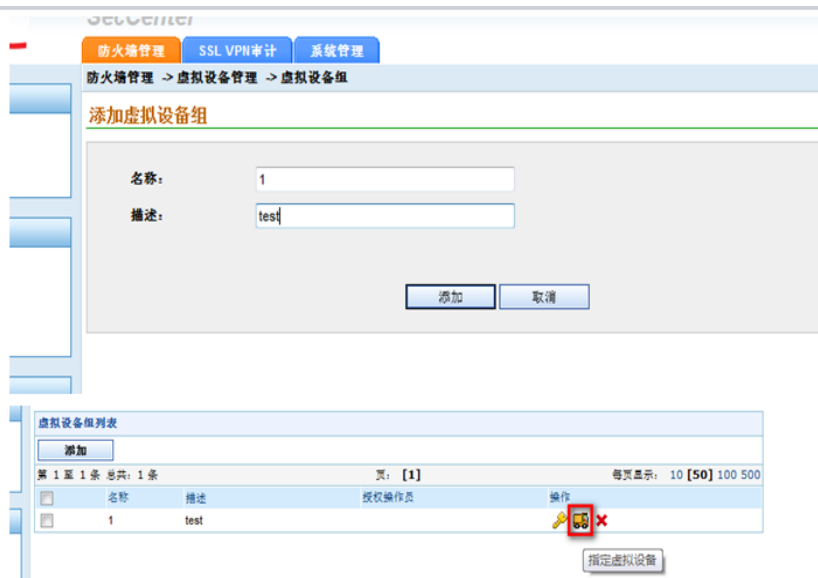 SecCenter
防火墙管理 SSL VPN审计 系统管理
防火墙管理 -> 虚拟设备管理 -> 虚拟设备组
添加虚拟设备组
名称： 1
描述： test
添加 取消
虚拟设备组列表
添加
第 1 至 1 条 总共: 1 条 页: [1] 每页显示: 10 [50] 100 500
名称 描述 授权操作员 操作
1 test
指定虚拟设备